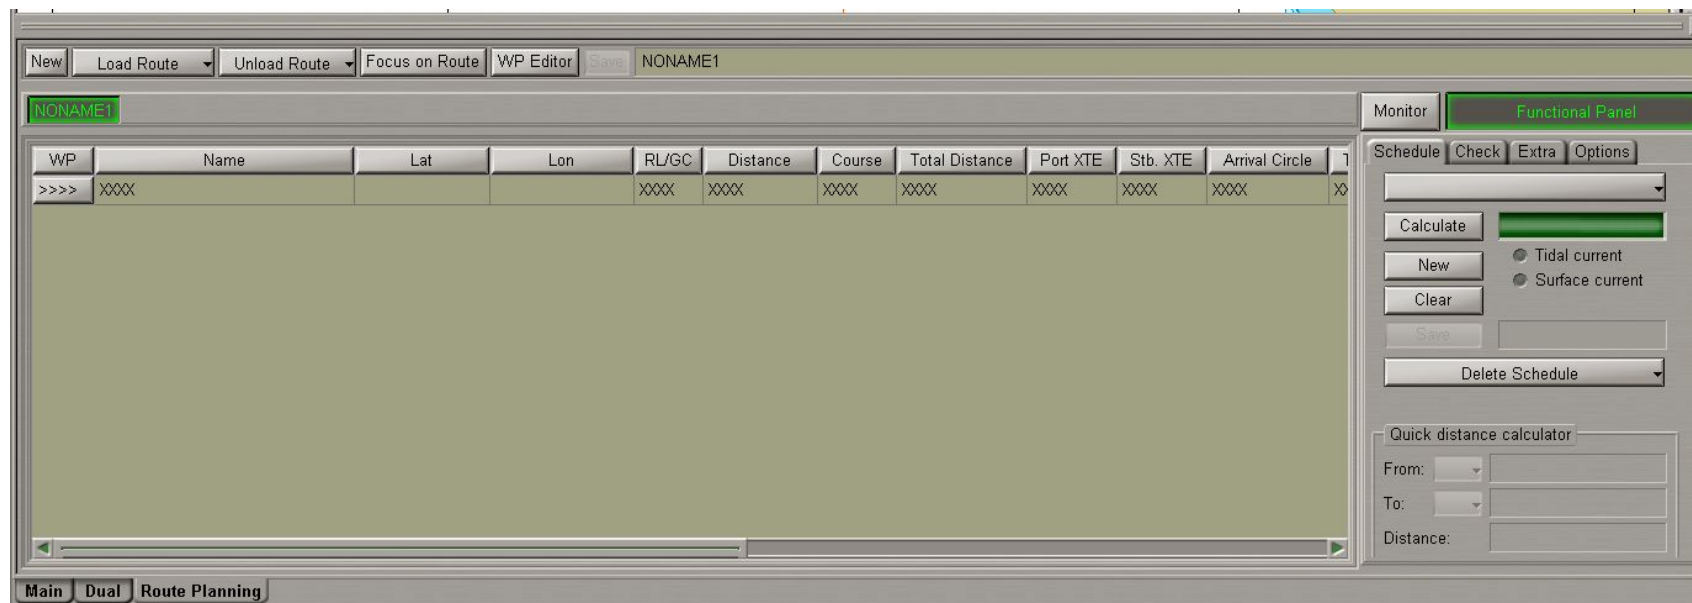 New Load Route Unload Route Focus on Route WP Editor Save NONAME1
NONAME1 Monitor Functional Panel
WP Name Lat Lon RL/GC Distance Course Total Distance Port XTE Stb. XTE Arrival Circle
>>>> XXXX XXXX XXXX XXXX XXXX XXXX XXXX XXXX
Schedule Check Extra Options
Calculate
Tidal current
New
Surface current
Clear
Save
Delete Schedule
Quick distance calculator
From:
To:
Distance:
Main Dual Route Planning